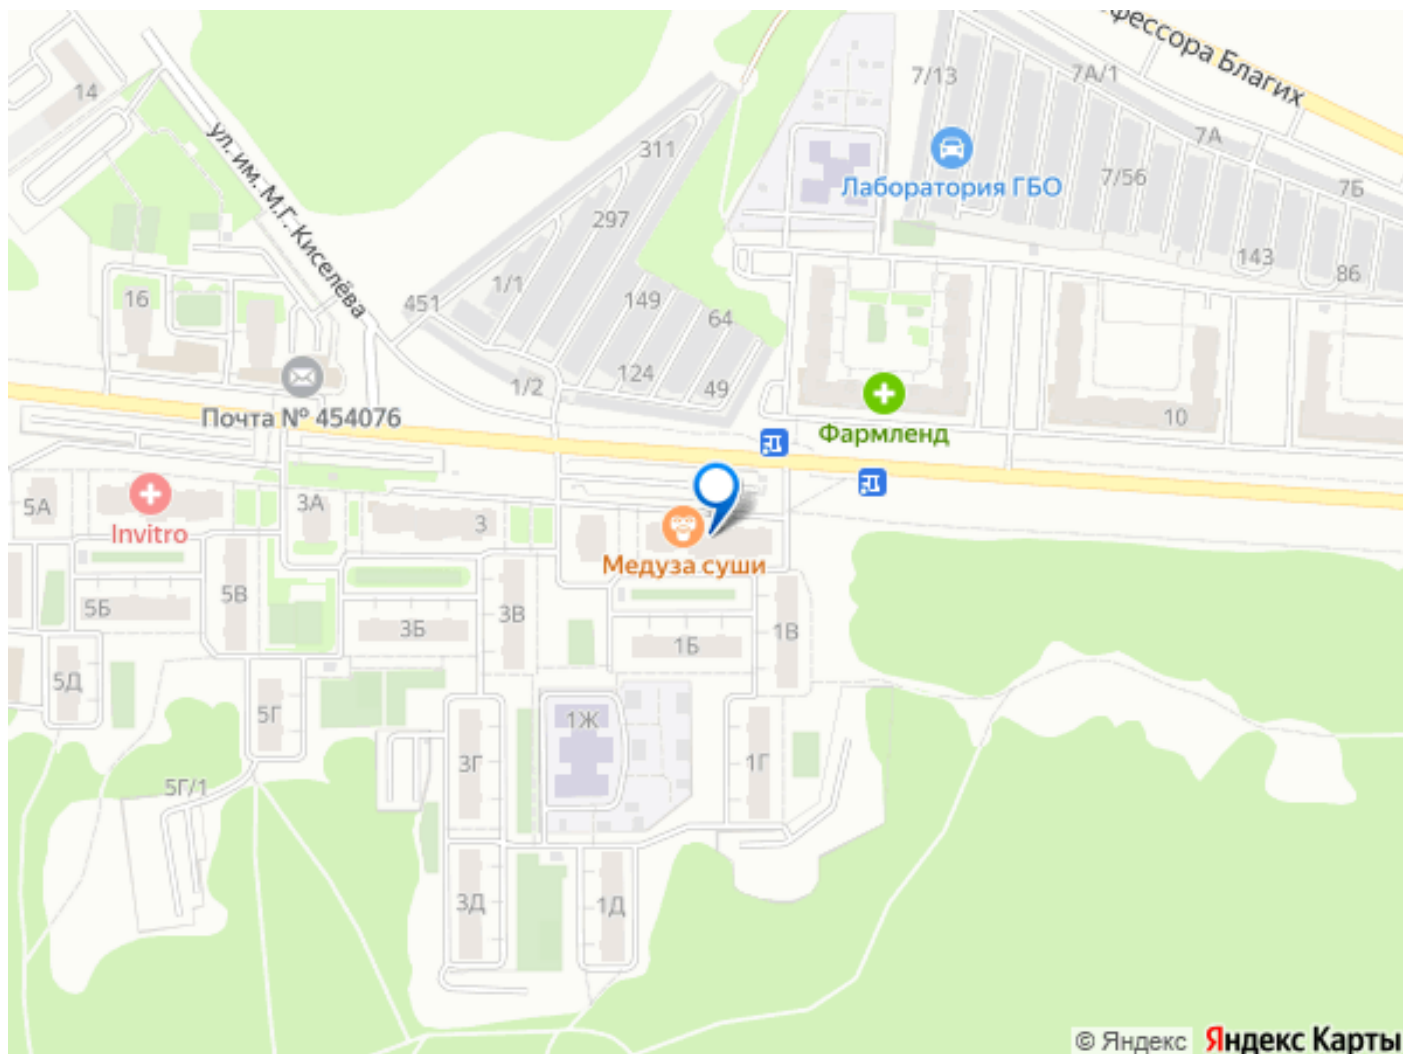 фессора Благих
14
7/13
7А/1
ул. им. М.Г. Киселёва
311
7А
Лаборатория ГБО
7/56
7Б
297
143
86
16
451
1/1
149
64
1/2
124
49
Почта № 454076
Фармленд
10
5А
Invitro
3А
3
Медуза суши
5Б
5В
3Б
3В
1Б
1В
5Д
5Г
1Ж
3Г
1Г
5Г/1
3Д
1Д
© Яндекс Яндекс Карты